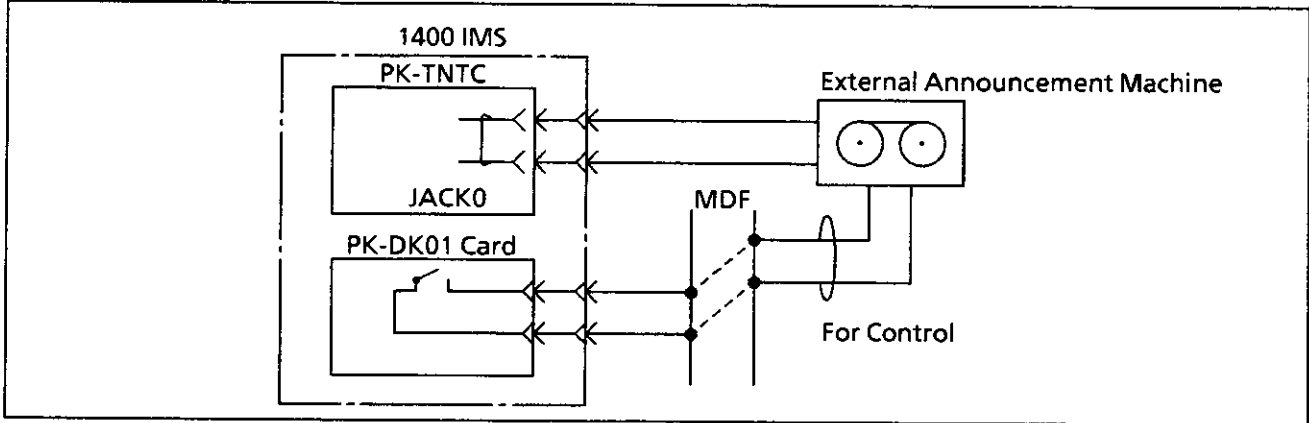 1400 IMS
PK-TNTC
External Announcement Machine
JACK0
MDF
PK-DK01 Card
For Control